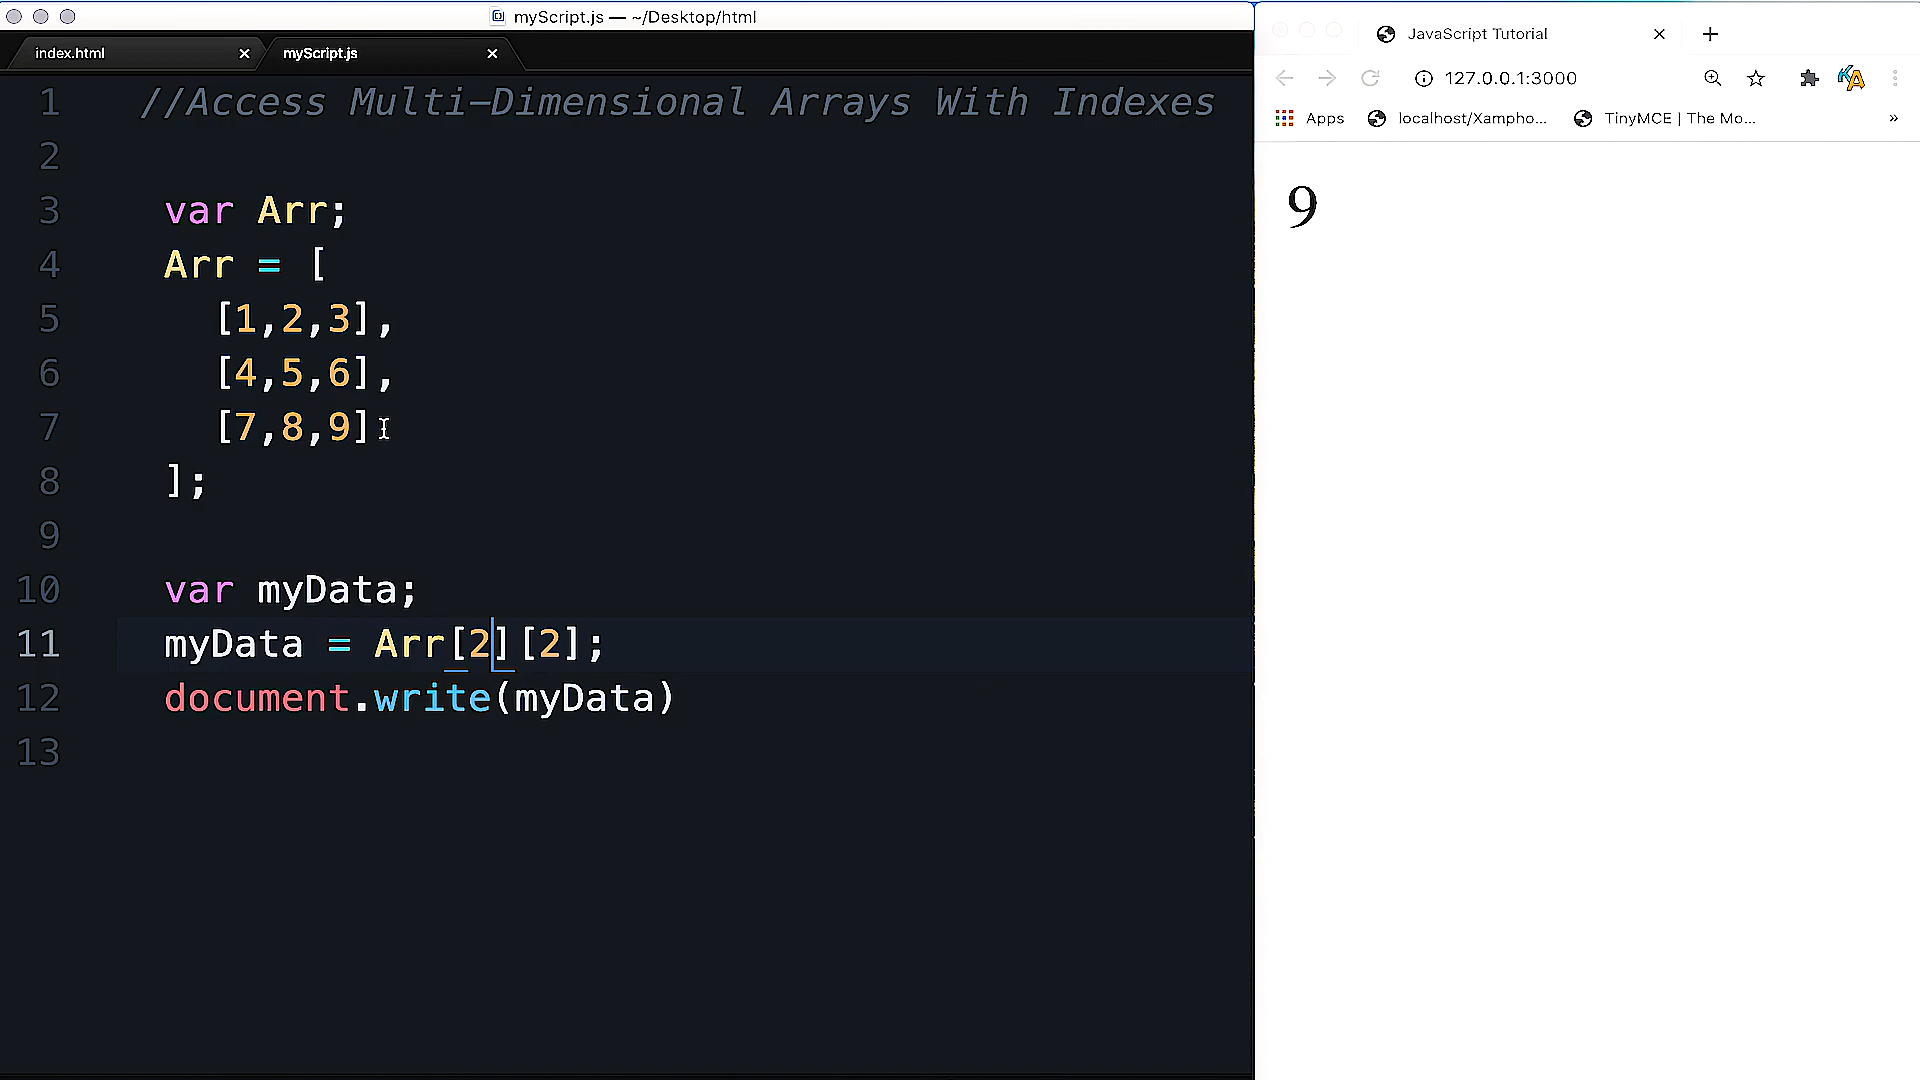 myScript.js — ~/Desktop/html
index.html
myScript.js
1 //Access Multi-Dimensional Arrays With Indexes
2
3 var Arr;
4 Arr = [
5 [1,2,3],
6 [4,5,6],
7 [7,8,9]
8 ];
9
10 var myData;
11 myData = Arr[2][2];
12 document.write(myData)
13
JavaScript Tutorial
127.0.0.1:3000
Apps localhost/Xampho... TinyMCE | The Mo... »
9